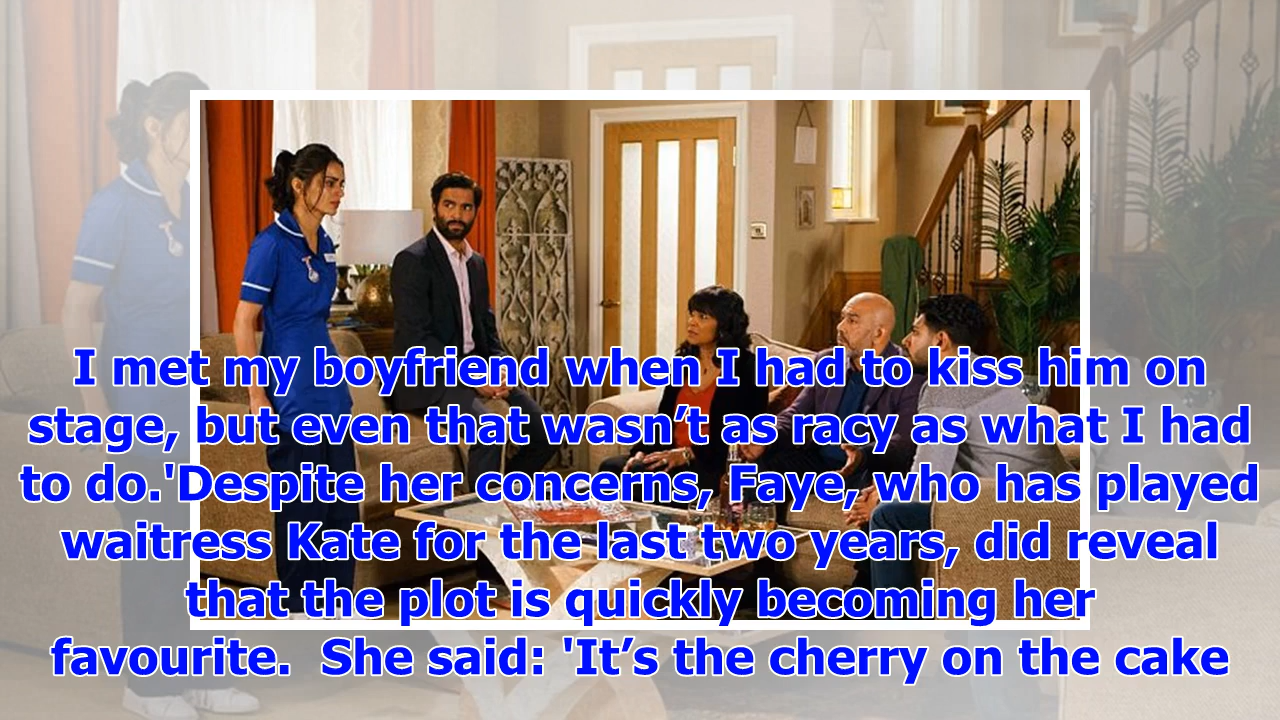 I met my boyfriend when I had to kiss him on
stage, but even that wasn’t as racy as what I had
to do.'Despite her concerns, Faye, who has played
waitress Kate for the last two years, did reveal
that the plot is quickly becoming her
favourite.  She said: 'It’s the cherry on the cake